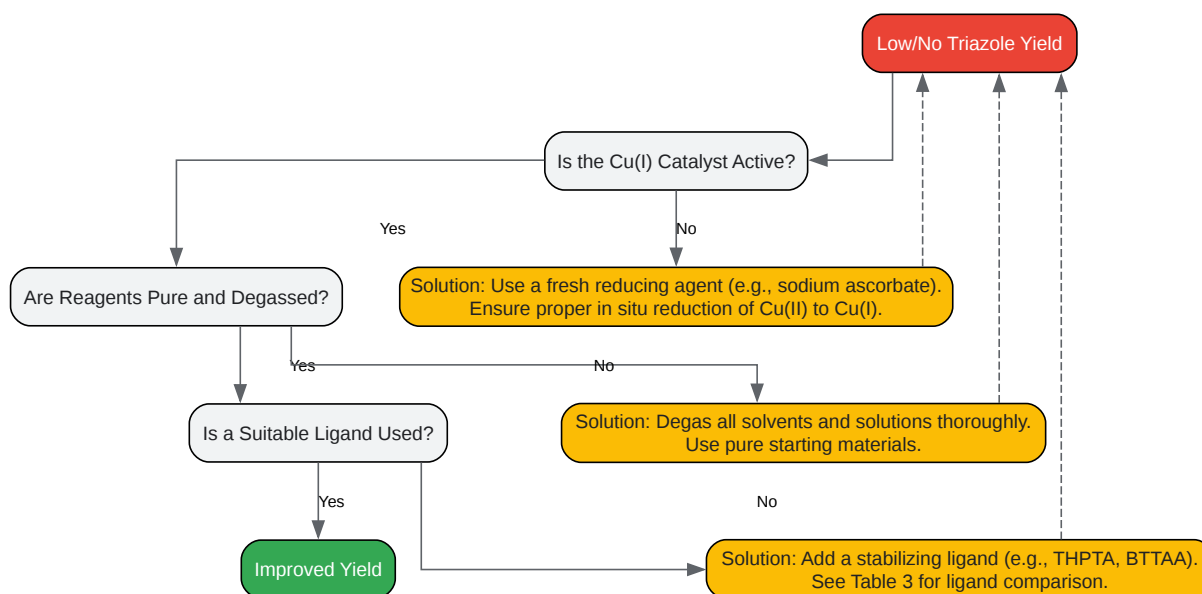 Low/No Triazole Yield
Is the Cu(I) Catalyst Active?
Yes
No
Are Reagents Pure and Degassed?
Solution: Use a fresh reducing agent (e.g., sodium ascorbate).
Ensure proper in situ reduction of Cu(II) to Cu(I).
Yes
No
Is a Suitable Ligand Used?
Solution: Degas all solvents and solutions thoroughly.
Use pure starting materials.
Yes
No
Improved Yield
Solution: Add a stabilizing ligand (e.g., THPTA, BTTAA).
See Table 3 for ligand comparison.